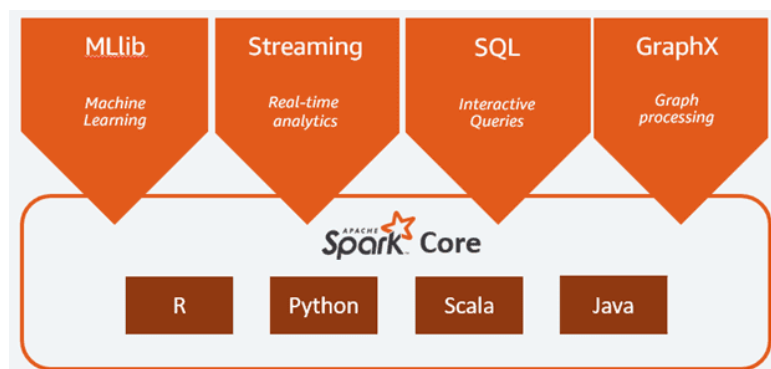 MLlib
Machine
Learning
Streaming
Real-time
analytics
SQL
Interactive
Queries
GraphX
Graph
processing
APACHE
Spark Core
R
Python
Scala
Java